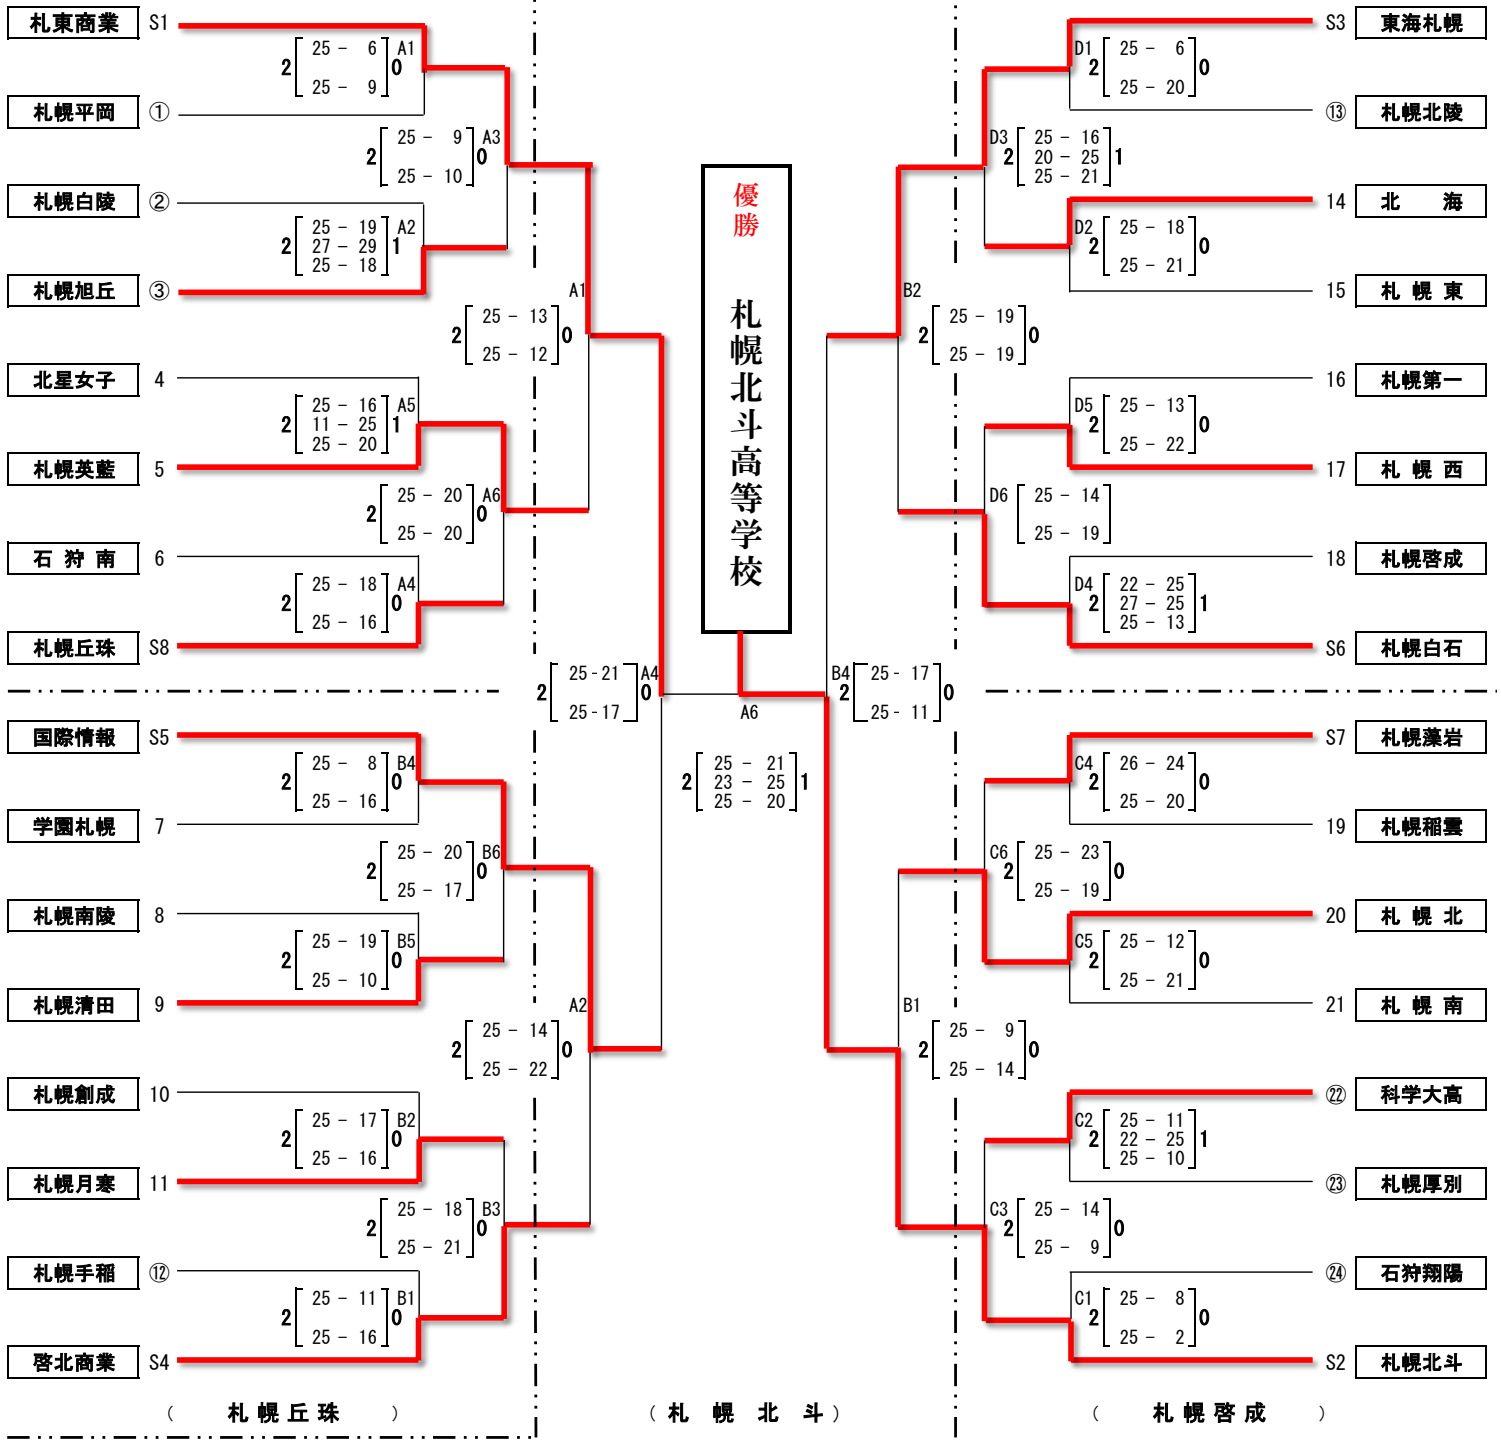 札東商業 S1
25 - 6 A1
2 0
25 - 9
札幌平岡 ①
25 - 9 A3
2 0
25 - 10
札幌白陵 ②
25 - 19 A2
2 27 - 29 1
25 - 18
札幌旭丘 ③
A1
25 - 13
2 0
25 - 12
北星女子 4
25 - 16 A5
2 11 - 25 1
25 - 20
札幌英藍 5
25 - 20 A6
2 0
25 - 20
石狩南 6
25 - 18 A4
2 0
25 - 16
札幌丘珠 S8
25-21 A4
2 0
25-17
国際情報 S5
25 - 8 B4
2 0
25 - 16
学園札幌 7
25 - 20 B6
2 0
25 - 17
札幌南陵 8
25 - 19 B5
2 0
25 - 10
札幌清田 9
A2
25 - 14
2 0
25 - 22
札幌創成 10
25 - 17 B2
2 0
25 - 16
札幌月寒 11
25 - 18 B3
2 0
25 - 21
札幌手稲 ⑫
25 - 11 B1
2 0
25 - 16
啓北商業 S4
( 札幌丘珠 )
優勝
札幌北斗高等学校
A6
25 - 21
2 23 - 25 1
25 - 20
( 札幌北斗 )
S3 東海札幌
D1 25 - 6
2 0
25 - 20
⑬ 札幌北陵
D3 25 - 16
2 20 - 25 1
25 - 21
14 北海
D2 25 - 18
2 0
25 - 21
15 札幌東
B2
25 - 19
2 0
25 - 19
16 札幌第一
D5 25 - 13
2 0
25 - 22
17 札幌西
D6 25 - 14
25 - 19
18 札幌啓成
D4 22 - 25
2 27 - 25 1
25 - 13
S6 札幌白石
B4 25 - 17
2 0
25 - 11
S7 札幌藻岩
C4 26 - 24
2 0
25 - 20
19 札幌稲雲
C6 25 - 23
2 0
25 - 19
20 札幌北
C5 25 - 12
2 0
25 - 21
21 札幌南
B1
25 - 9
2 0
25 - 14
㉒ 科学大高
C2 25 - 11
2 22 - 25 1
25 - 10
㉓ 札幌厚別
C3 25 - 14
2 0
25 - 9
㉔ 石狩翔陽
C1 25 - 8
2 0
25 - 2
S2 札幌北斗
( 札幌啓成 )